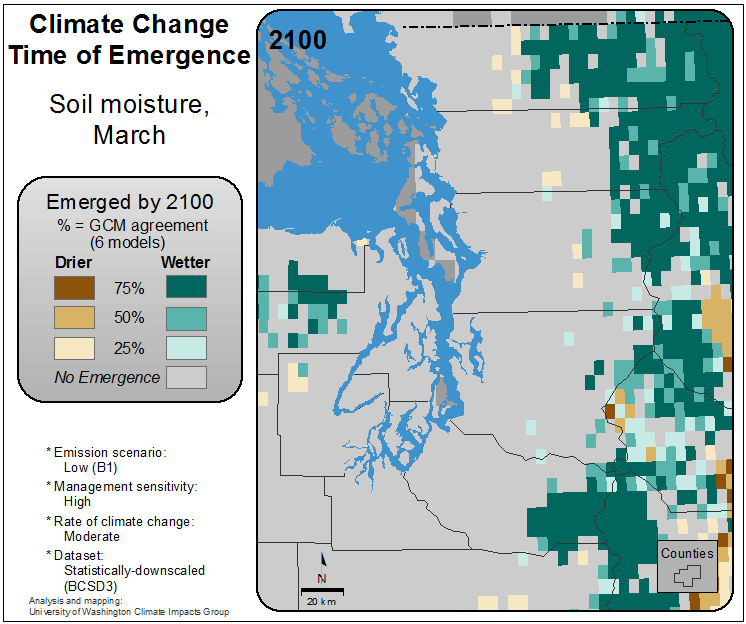 Climate Change
Time of Emergence
Soil moisture,
March
Emerged by 2100
% = GCM agreement
(6 models)
Drier Wetter
75%
50%
25%
No Emergence
* Emission scenario:
Low (B1)
* Management sensitivity:
High
* Rate of climate change:
Moderate
* Dataset:
Statistically-downscaled
(BCSD3)
Analysis and mapping:
University of Washington Climate Impacts Group
2100
N
20 km
Counties